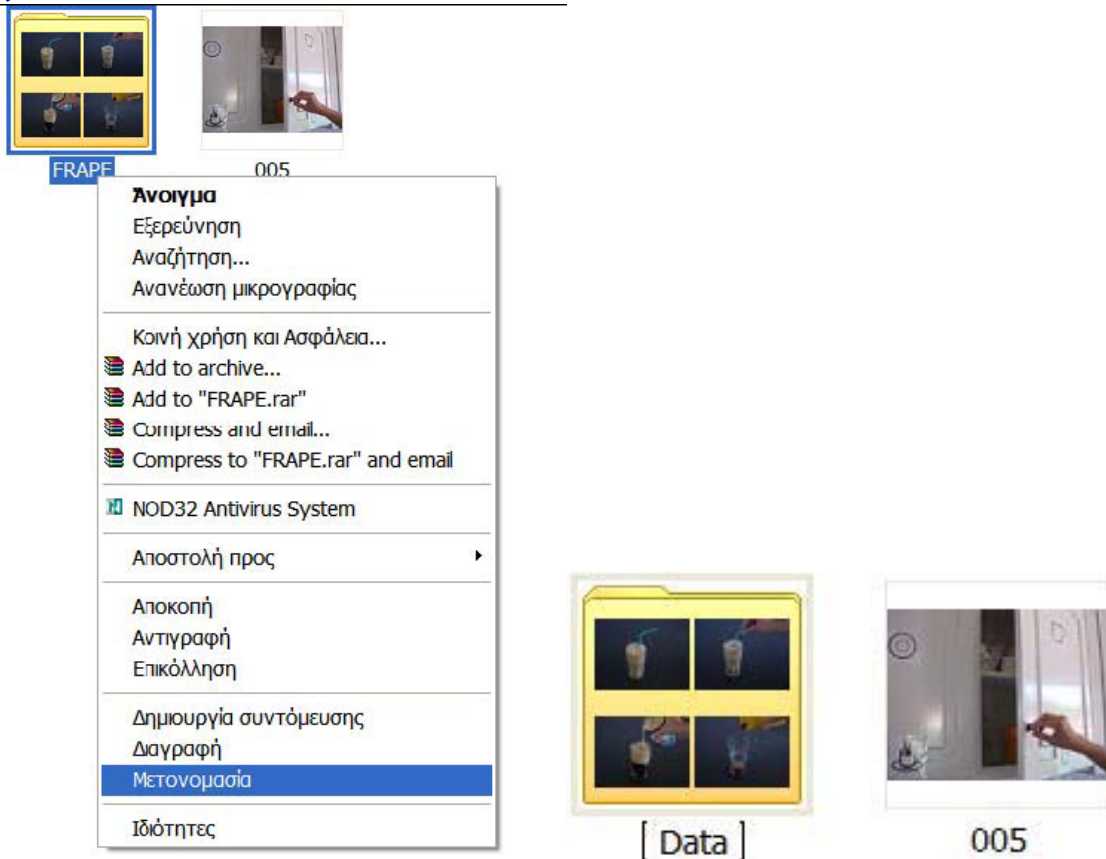 FRAPE
005
Άνοιγμα
Εξερεύνηση
Αναζήτηση...
Ανανέωση μικρογραφίας
Κοινή χρήση και Ασφάλεια...
Add to archive...
Add to "FRAPE.rar"
Compress and email...
Compress to "FRAPE.rar" and email
NOD32 Antivirus System
Αποστολή προς
Αποκοπή
Αντιγραφή
Επικόλληση
Δημιουργία συντόμευσης
Διαγραφή
Μετονομασία
Ιδιότητες
[ Data ]
005